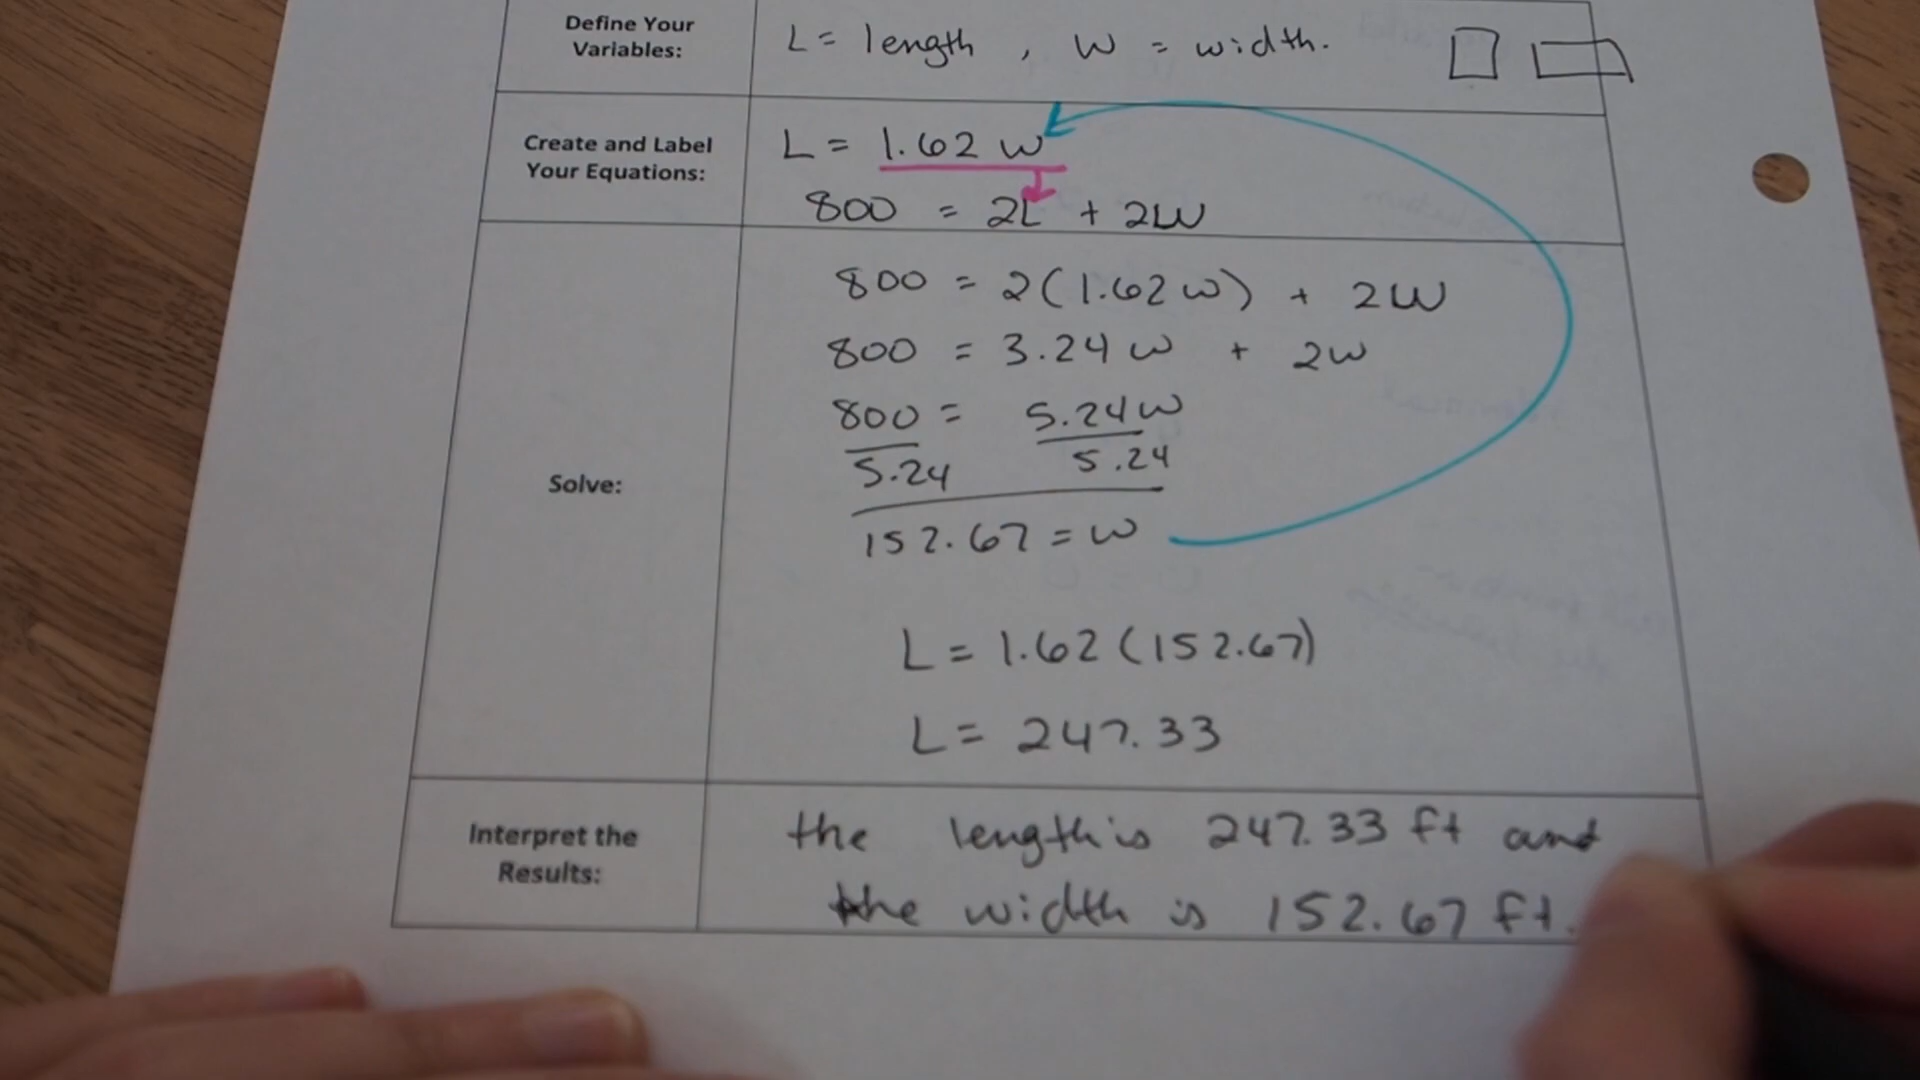 Define Your
Variables:
L = length , W = width.
Create and Label
Your Equations:
L = 1.62 w
800 = 2L + 2W
Solve:
800 = 2(1.62w) + 2W
800 = 3.24w + 2w
800 = 5.24w
5.24 5.24
152.67 = w
L = 1.62(152.67)
L = 247.33
Interpret the
Results:
the length is 247.33 ft and
the width is 152.67 ft.